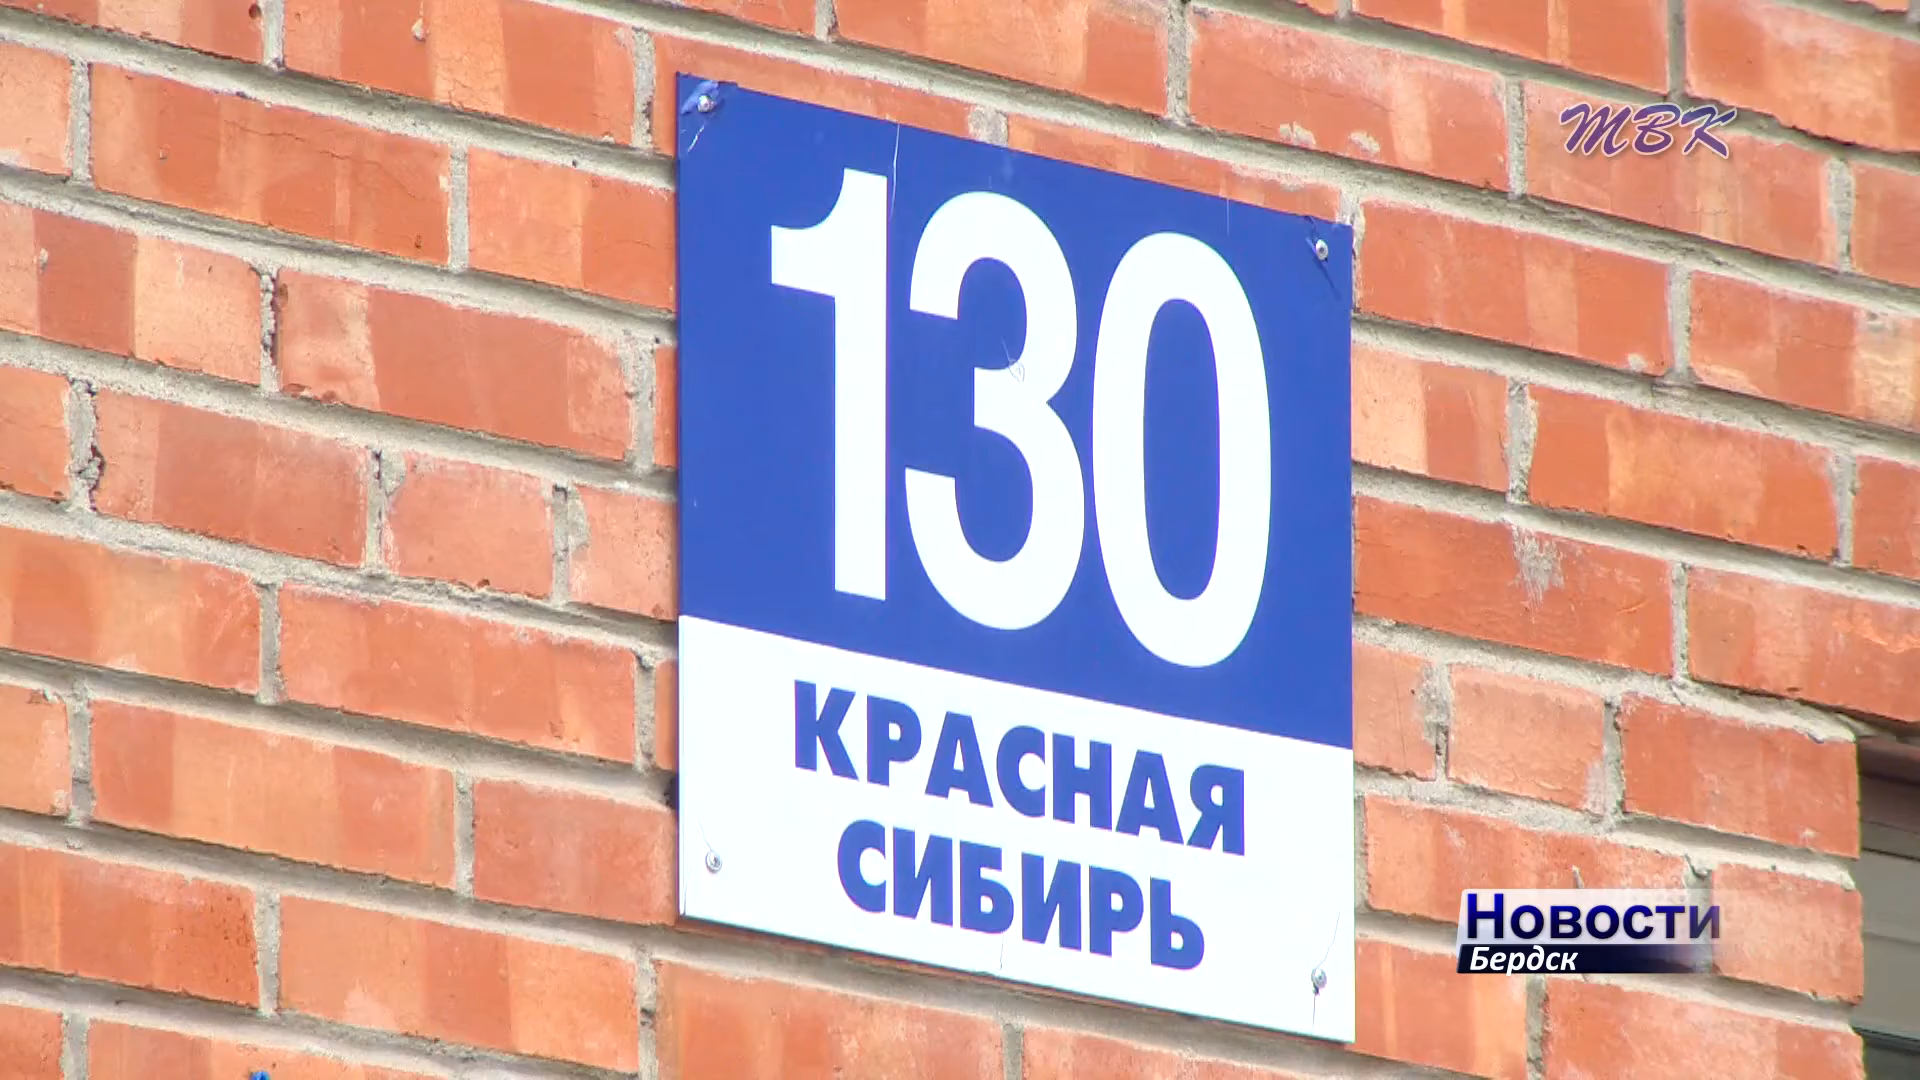 ТВК
130
КРАСНАЯ
СИБИРЬ
Новости
Бердск